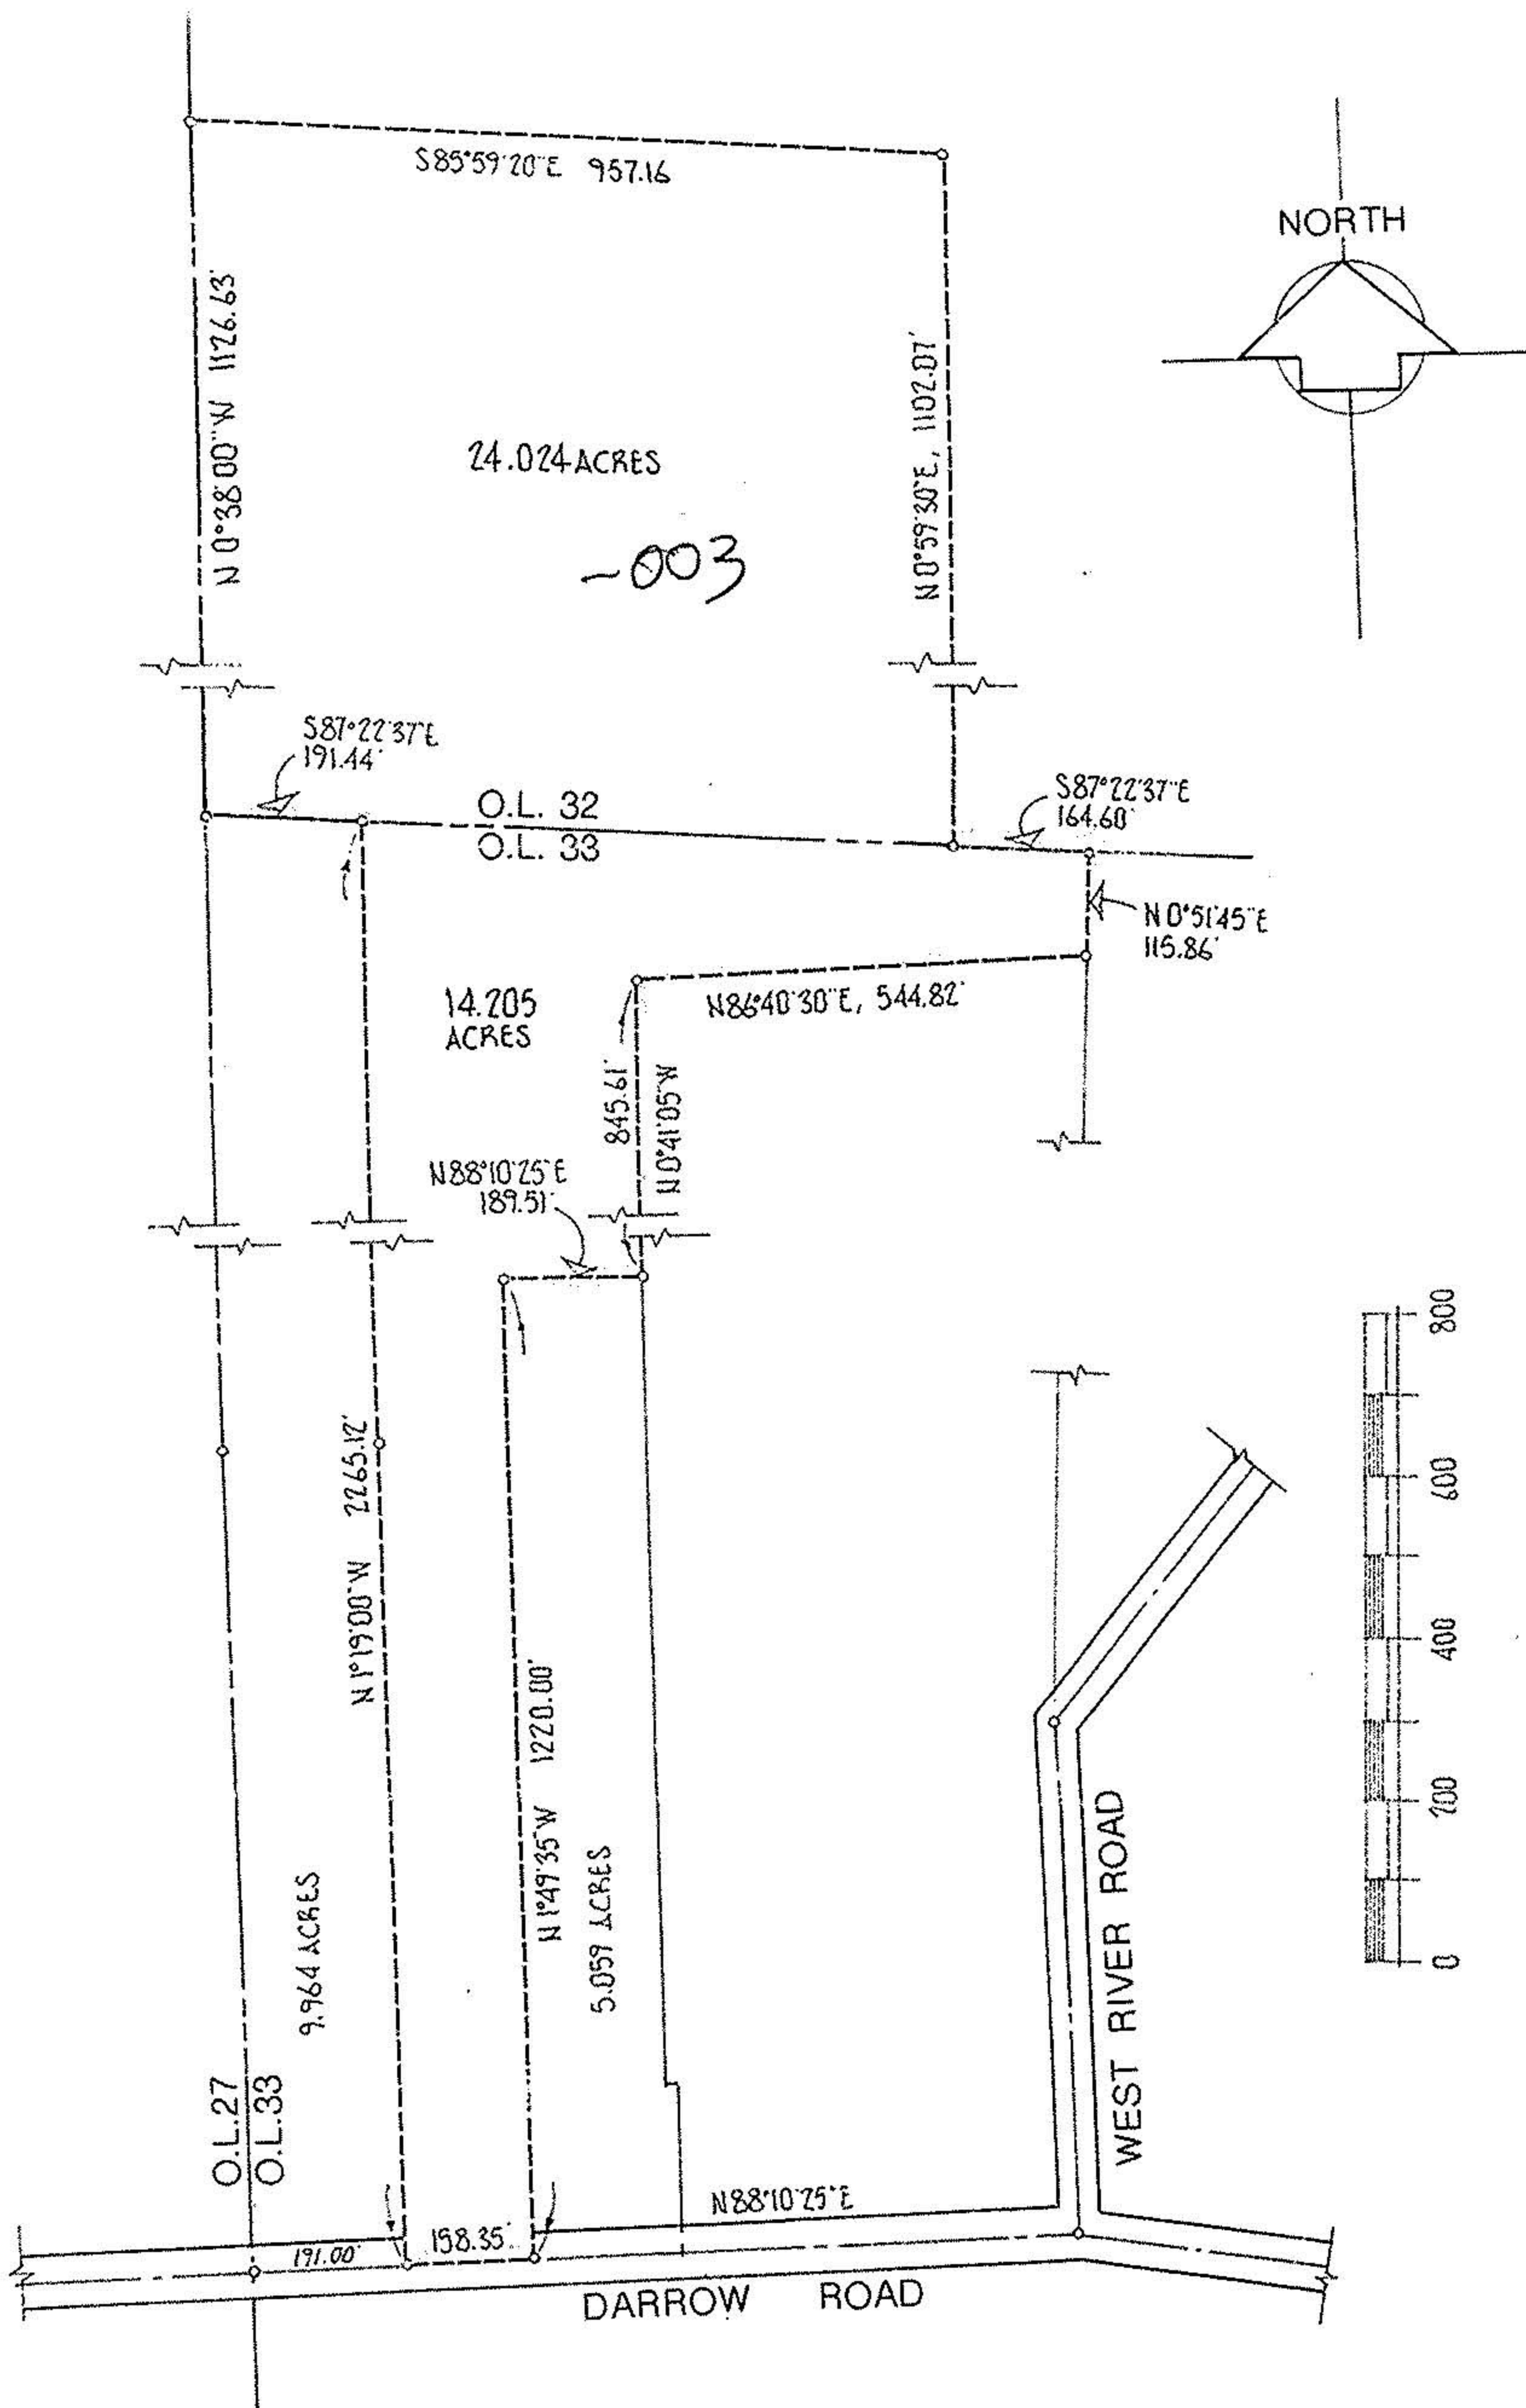 S85°59'20"E 957.16
NORTH
N 0°38'00"W 1126.63'
N0°59'30"E, 1102.07'
24.024 ACRES
-003
S87°22'37"E
191.44'
O.L. 32
O.L. 33
S87°22'37"E
164.60'
N 0°51'45"E
115.86'
N86°40'30"E, 544.82'
14.205
ACRES
845.61'
N 0°41'05"W
N88°10'25"E
189.51'
N 1°19'00"W 2265.12'
N 1°49'35"W 1220.00'
5.059 ACRES
9.964 ACRES
O.L.27
O.L.33
WEST RIVER ROAD
0 200 400 600 800
N88°10'25"E
191.00'
158.35'
DARROW ROAD